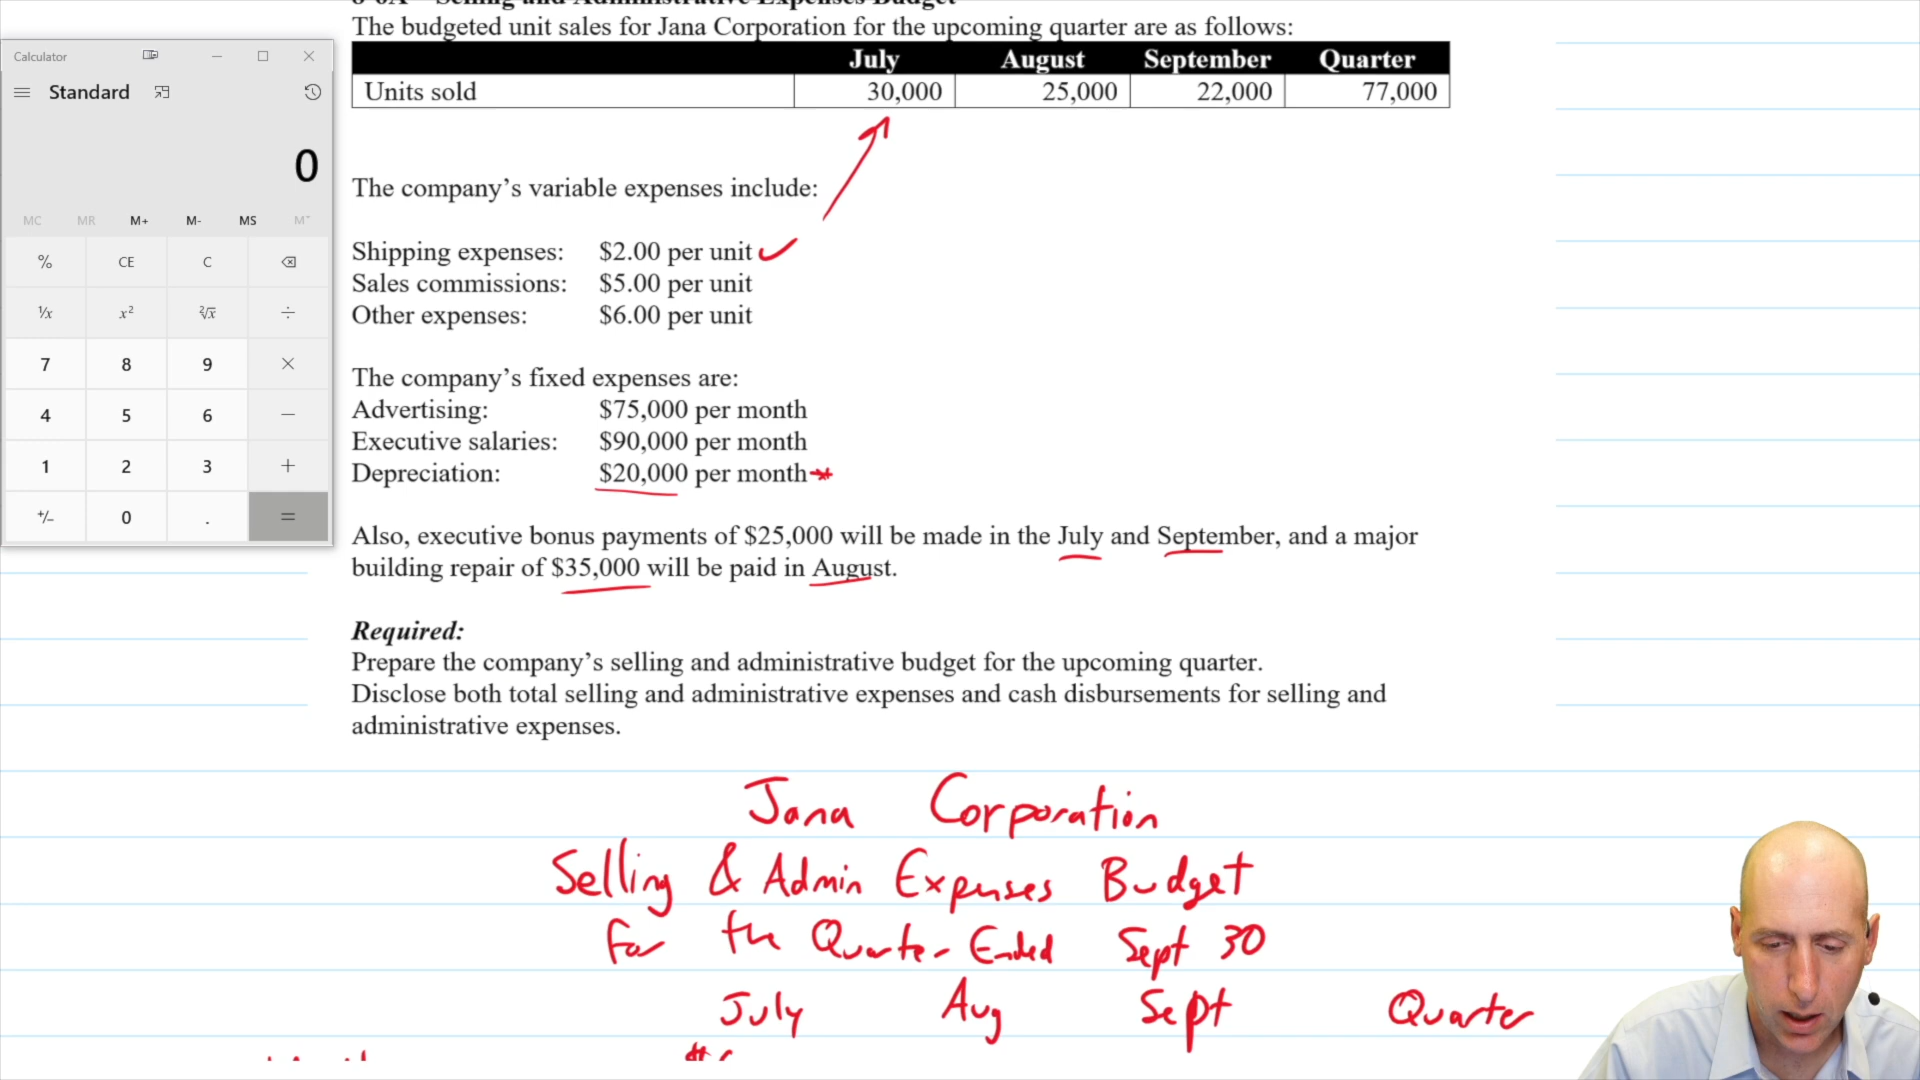 8-6A – Selling and Administrative Expenses Budget
The budgeted unit sales for Jana Corporation for the upcoming quarter are as follows:
July August September Quarter
Units sold 30,000 25,000 22,000 77,000
The company's variable expenses include:
Shipping expenses: $2.00 per unit
Sales commissions: $5.00 per unit
Other expenses: $6.00 per unit
The company's fixed expenses are:
Advertising: $75,000 per month
Executive salaries: $90,000 per month
Depreciation: $20,000 per month
Also, executive bonus payments of $25,000 will be made in the July and September, and a major
building repair of $35,000 will be paid in August.
Required:
Prepare the company's selling and administrative budget for the upcoming quarter.
Disclose both total selling and administrative expenses and cash disbursements for selling and
administrative expenses.
Jana Corporation
Selling & Admin Expenses Budget
For the Quarter Ended Sept 30
July Aug Sept Quarter
Calculator
Standard
0
MC MR M+ M- MS M˅
% CE C
⅟x x² ²√x ÷
7 8 9 ×
4 5 6 −
1 2 3 +
+/− 0 . =